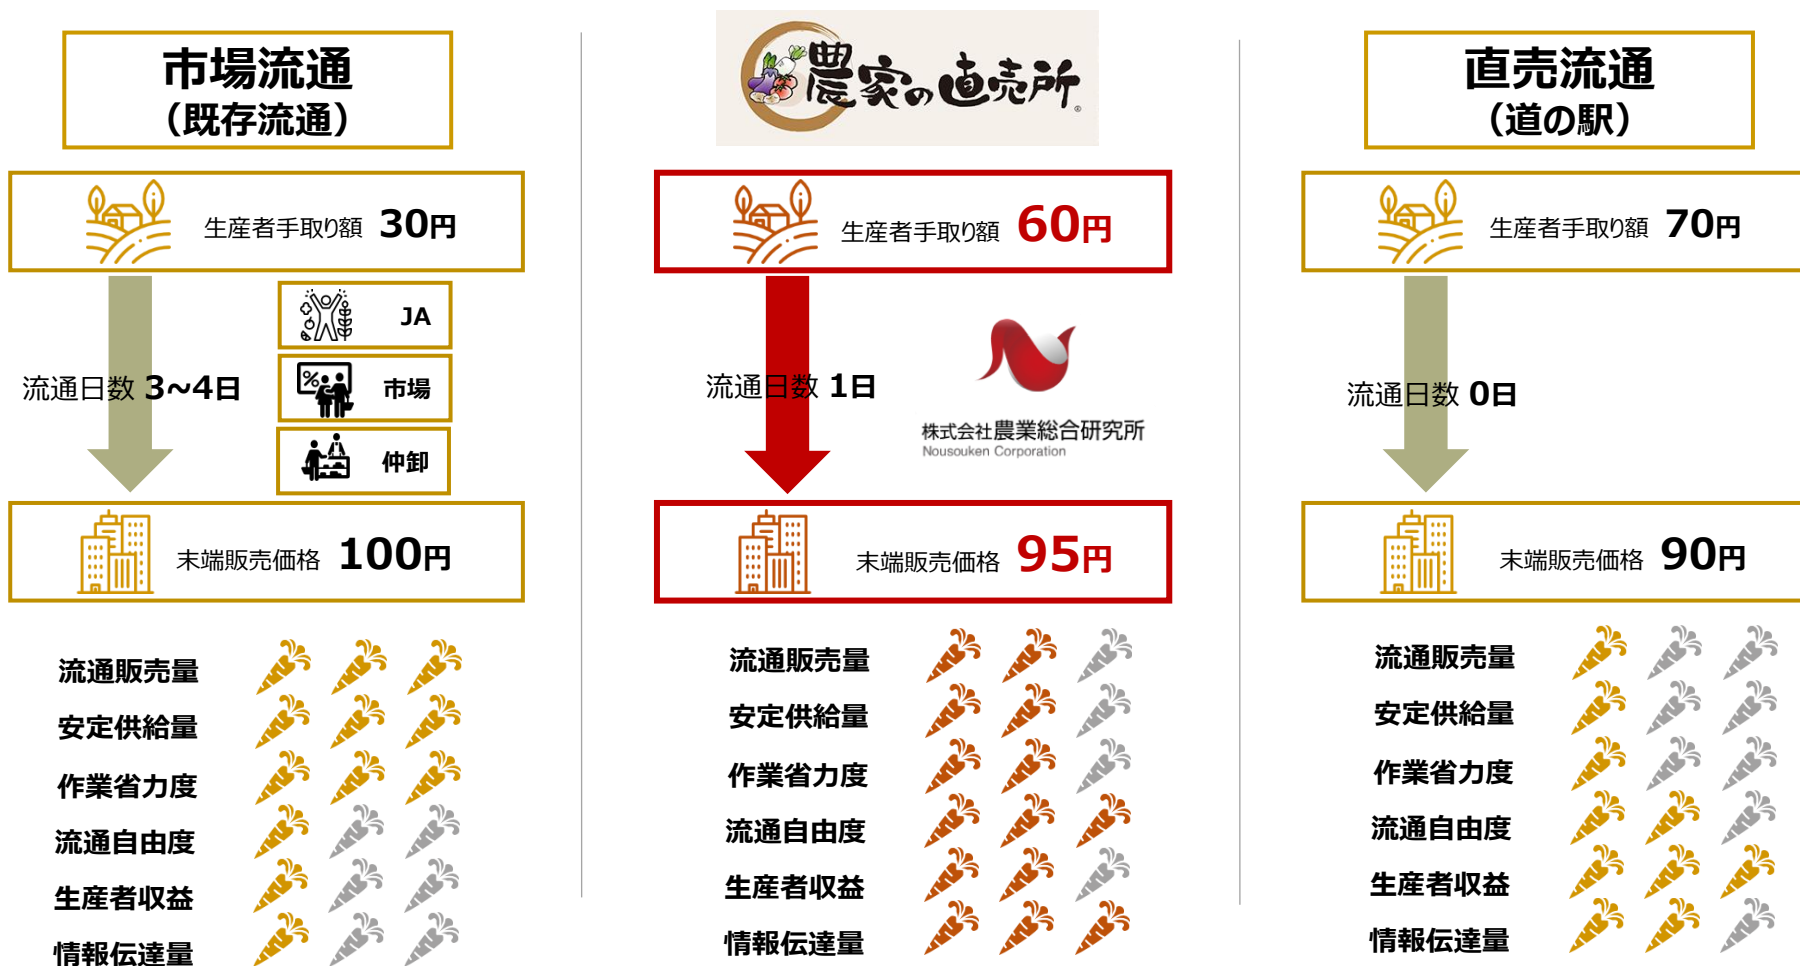 市場流通
（既存流通）
生産者手取り額 30円
JA
流通日数 3~4日
市場
仲卸
末端販売価格 100円
流通販売量
安定供給量
作業省力度
流通自由度
生産者収益
情報伝達量
農家の直売所®
生産者手取り額 60円
流通日数 1日
株式会社農業総合研究所
Nousouken Corporation
末端販売価格 95円
流通販売量
安定供給量
作業省力度
流通自由度
生産者収益
情報伝達量
直売流通
（道の駅）
生産者手取り額 70円
流通日数 0日
末端販売価格 90円
流通販売量
安定供給量
作業省力度
流通自由度
生産者収益
情報伝達量